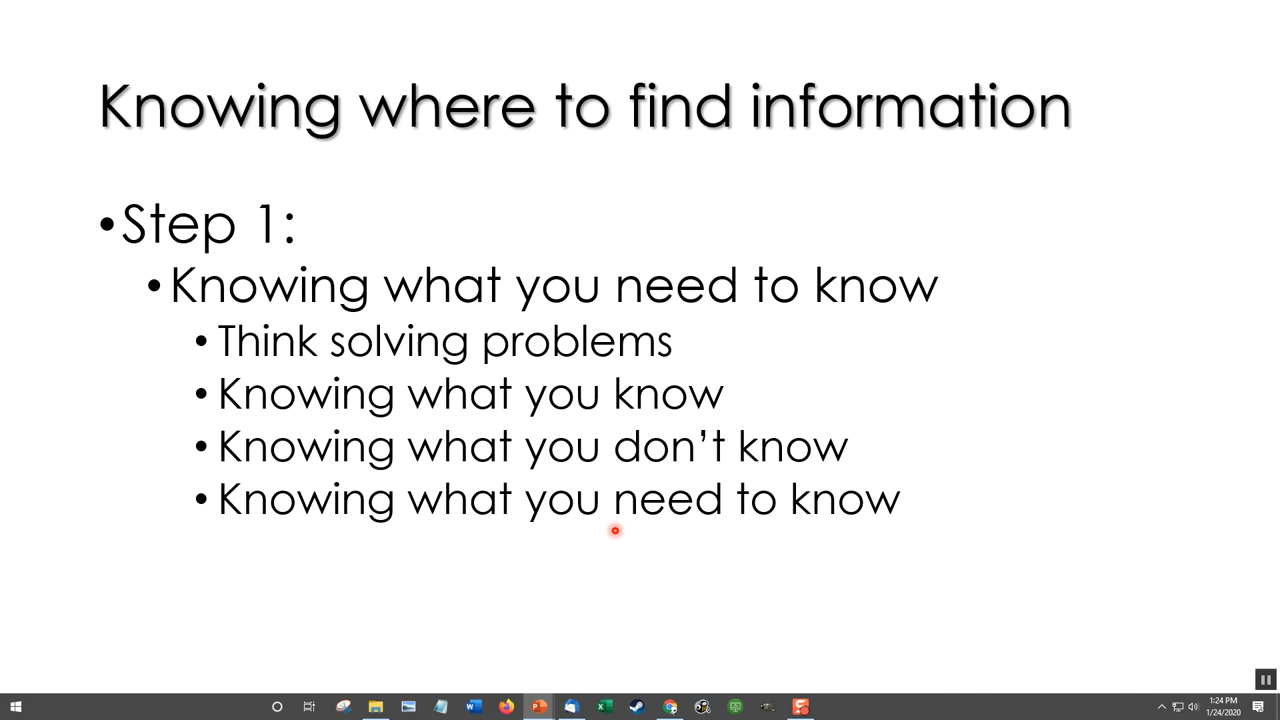 Knowing where to find information
•Step 1:
•Knowing what you need to know
•Think solving problems
•Knowing what you know
•Knowing what you don’t know
•Knowing what you need to know
1:24 PM
1/24/2020